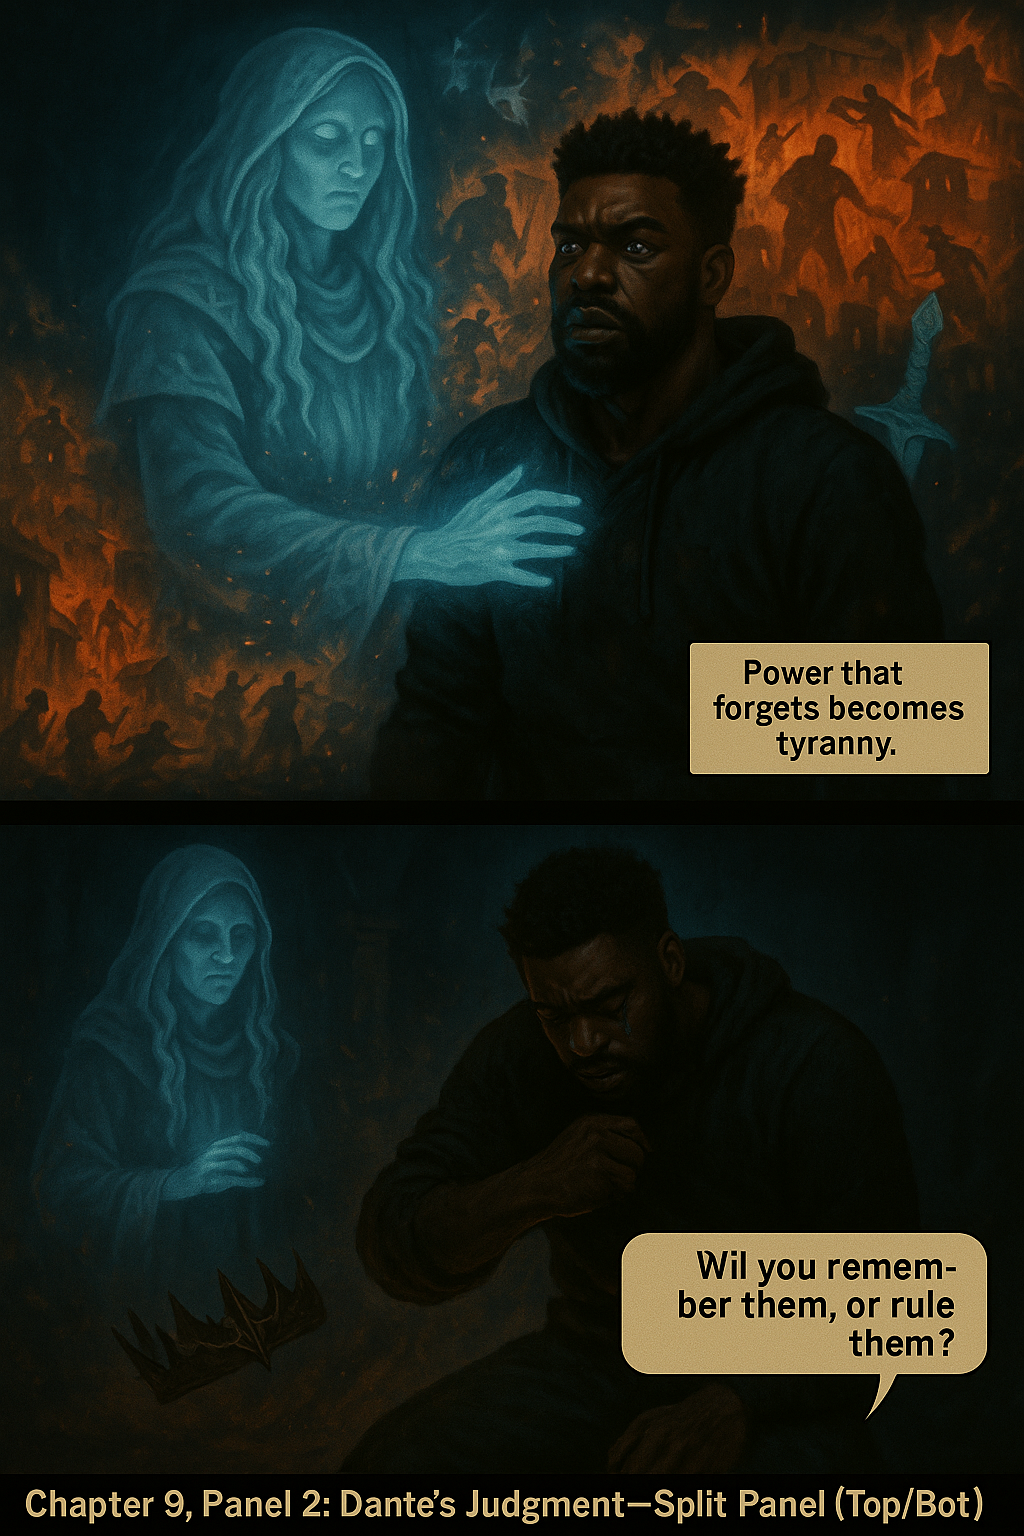 Power that
forgets becomes
tyranny.
Wil you remem-
ber them, or rule
them?
Chapter 9, Panel 2: Dante's Judgment—Split Panel (Top/Bot)